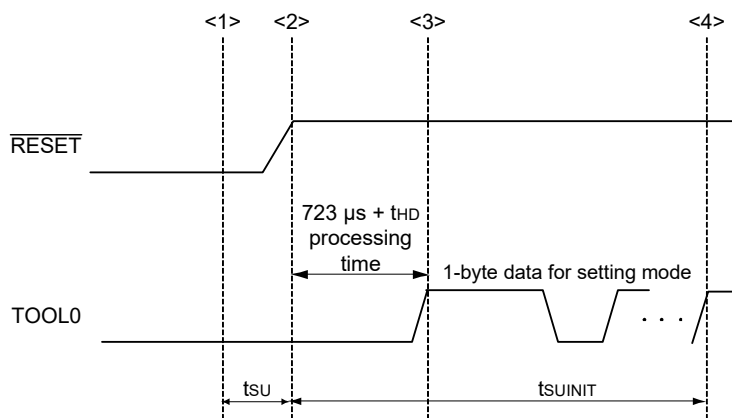 <1> <2> <3> <4>
RESET
723 µs + tHD
processing
time
1-byte data for setting mode
TOOL0
. . .
tSU tSUINIT